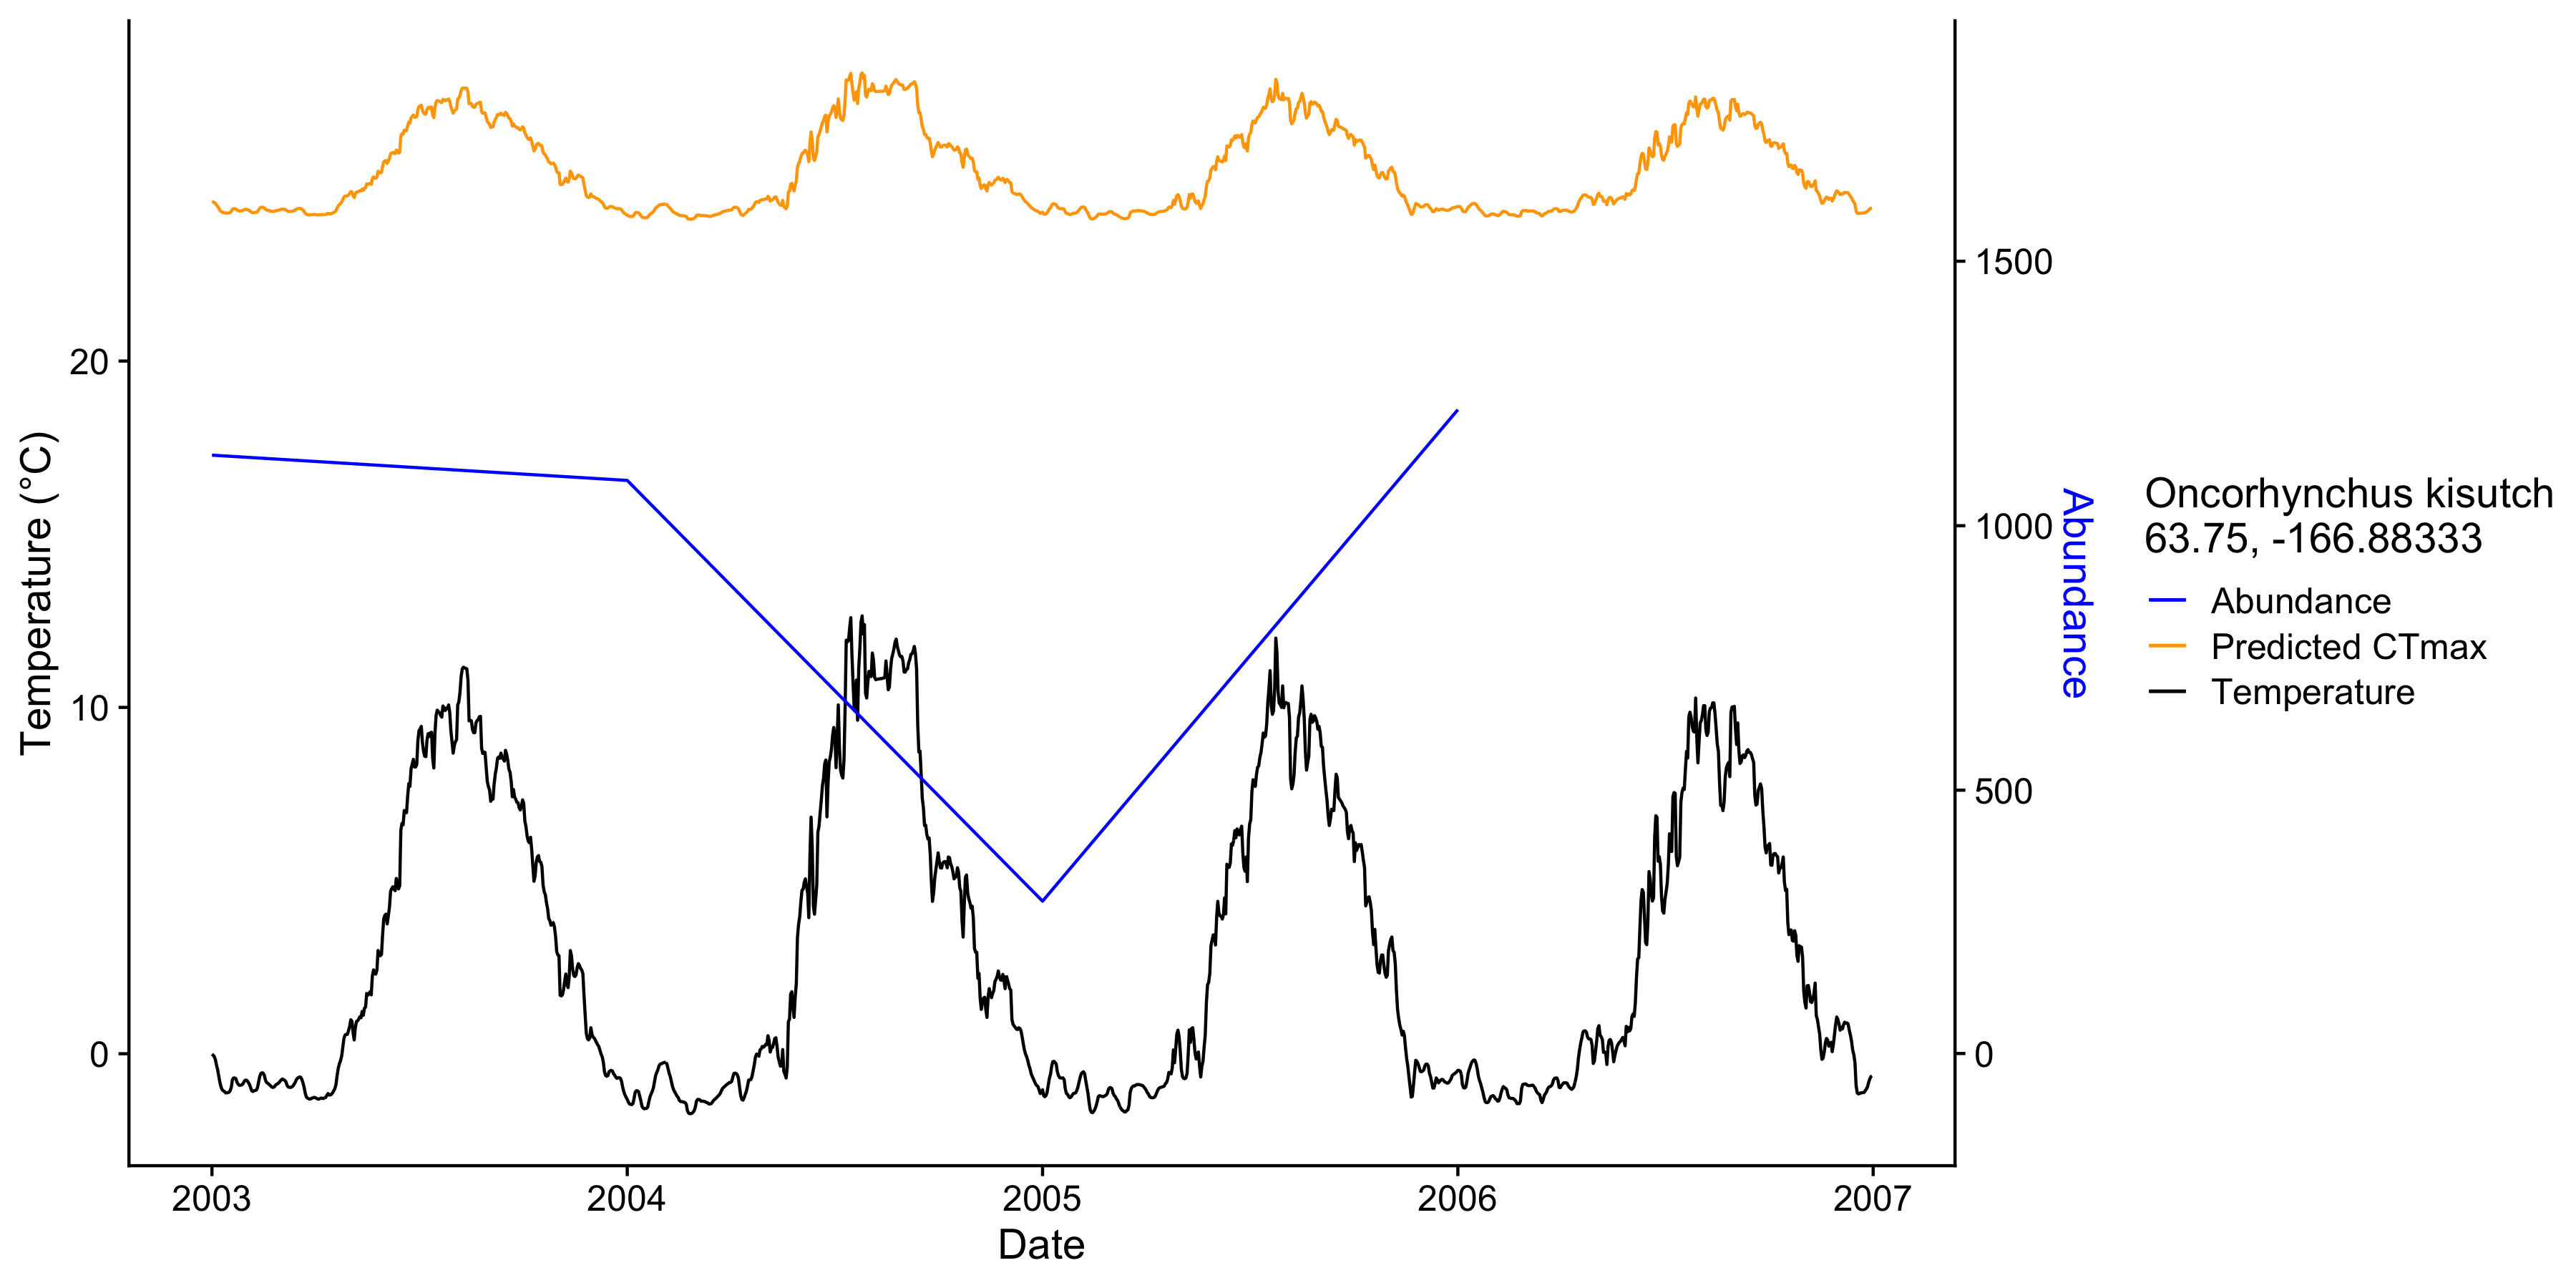 20
10
0
Temperature (°C)
2003
2004
2005
2006
2007
Date
1500
1000
500
0
Abundance
Oncorhynchus kisutch
63.75, -166.88333
Abundance
Predicted CTmax
Temperature